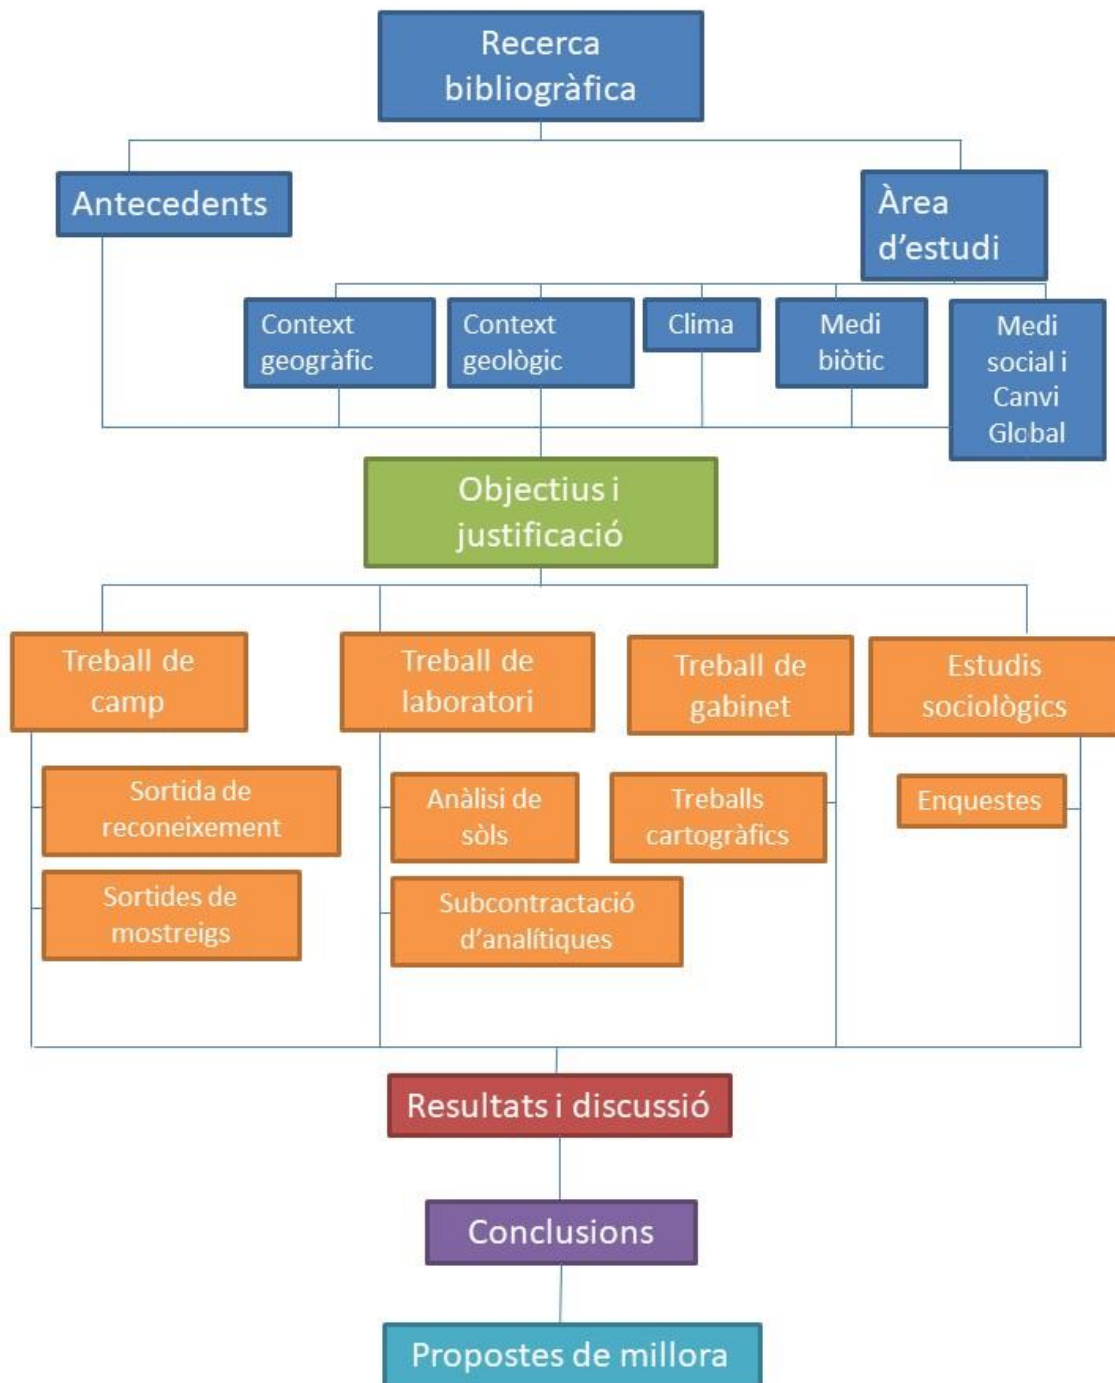 Recerca
bibliogràfica
Antecedents
Àrea
d'estudi
Context
geogràfic
Context
geològic
Clima
Medi
biòtic
Medi
social i
Canvi
Global
Objectius i
justificació
Treball de
camp
Treball de
laboratori
Treball de
gabinet
Estudis
sociològics
Sortida de
reconeixement
Anàlisi de
sòls
Treballs
cartogràfics
Enquestes
Sortides de
mostreigs
Subcontractació
d'analítiques
Resultats i discussió
Conclusions
Propostes de millora